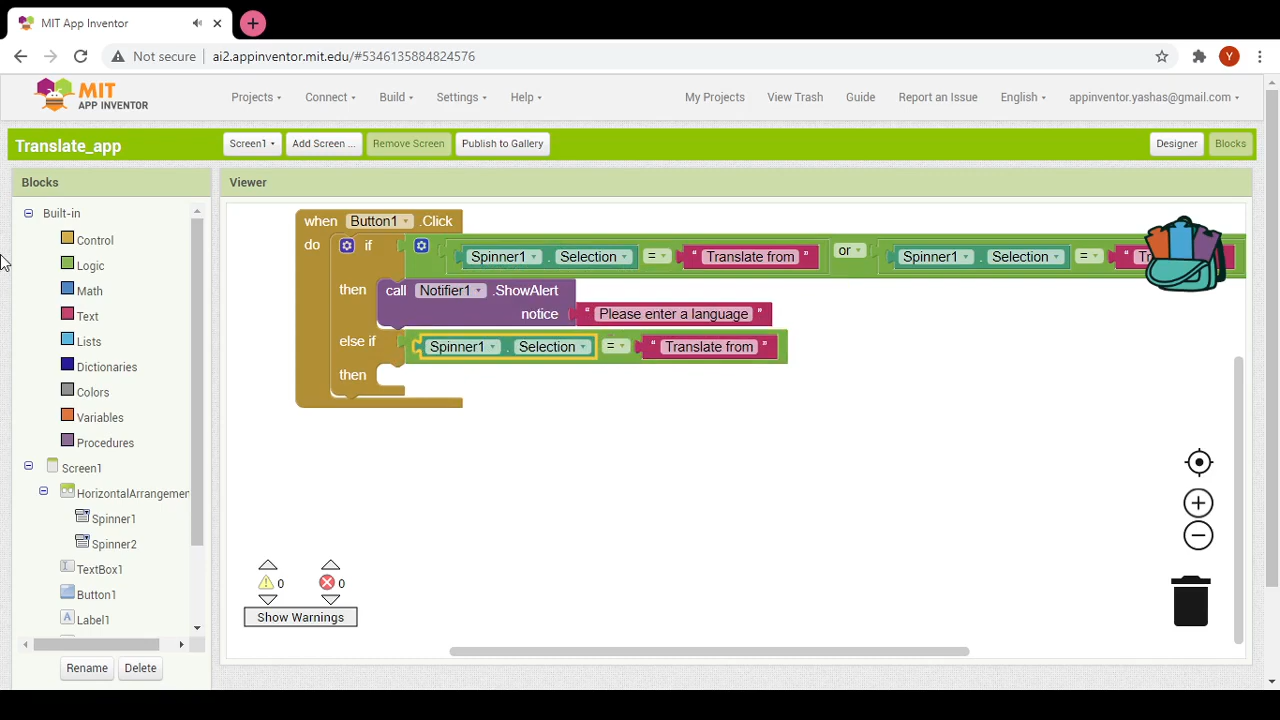 MIT App Inventor
Not secure
ai2.appinventor.mit.edu/#5346135884824576
Y
MIT
APP INVENTOR
Projects
Connect
Build
Settings
Help
My Projects
View Trash
Guide
Report an Issue
English
appinventor.yashas@gmail.com
Translate_app
Screen1
Add Screen ...
Remove Screen
Publish to Gallery
Designer
Blocks
Blocks
Built-in
Control
Logic
Math
Text
Lists
Dictionaries
Colors
Variables
Procedures
Screen1
HorizontalArrangemer
Spinner1
Spinner2
TextBox1
Button1
Label1
Rename
Delete
Viewer
when Button1 .Click
do if Spinner1 . Selection = " Translate from " or Spinner1 . Selection = "
then call Notifier1 .ShowAlert
notice " Please enter a language "
else if Spinner1 . Selection = " Translate from "
then
0 0
Show Warnings